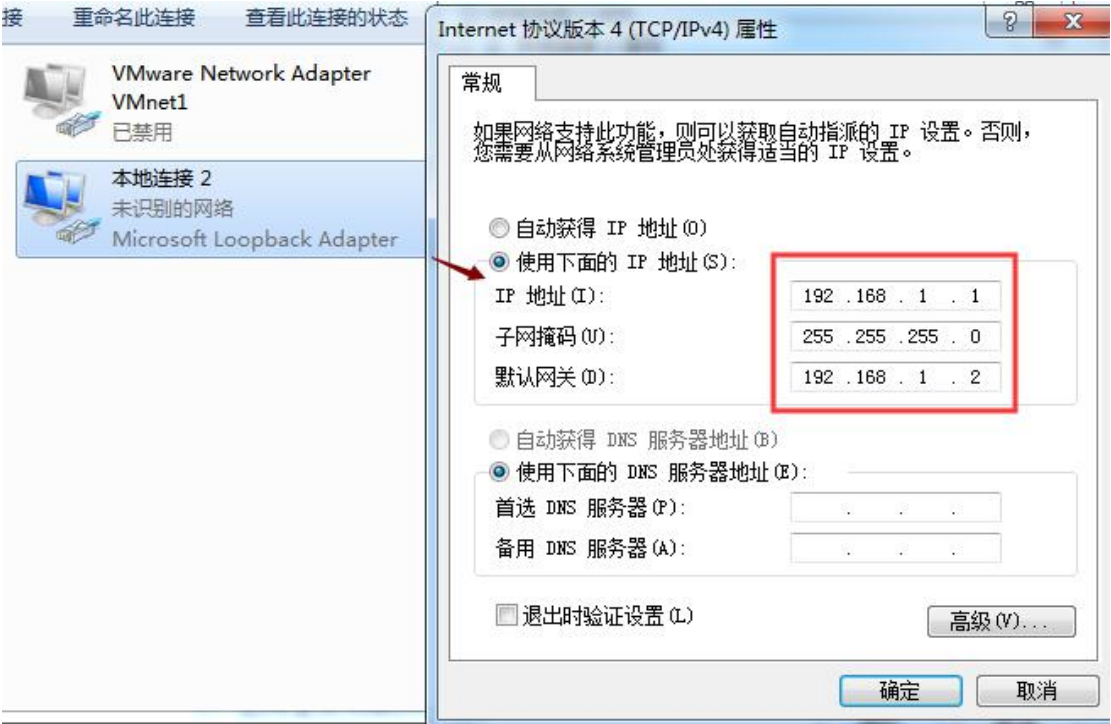 接 重命名此连接 查看此连接的状态
VMware Network Adapter
VMnet1
已禁用
本地连接 2
未识别的网络
Microsoft Loopback Adapter
Internet 协议版本 4 (TCP/IPv4) 属性
常规
如果网络支持此功能，则可以获取自动指派的 IP 设置。否则，
您需要从网络系统管理员处获得适当的 IP 设置。
自动获得 IP 地址(O)
使用下面的 IP 地址(S):
IP 地址(I): 192 .168 . 1 . 1
子网掩码(U): 255 .255 .255 . 0
默认网关(D): 192 .168 . 1 . 2
自动获得 DNS 服务器地址(B)
使用下面的 DNS 服务器地址(E):
首选 DNS 服务器(P): . . .
备用 DNS 服务器(A): . . .
退出时验证设置(L)
高级(V)...
确定 取消